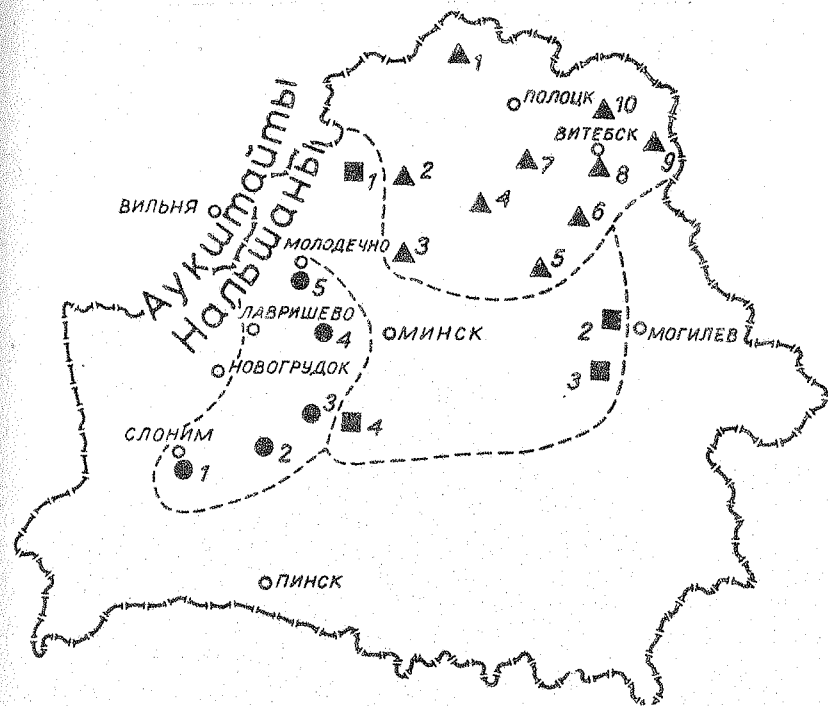 1
ПОЛОЦК
10
ВИТЕБСК
9
1
2
7
8
4
6
ВИЛЬНЯ
Аукштайты
Нальшаны
МОЛОДЕЧНО
3
5
5
ЛАВРИШЕВО
4
МИНСК
2
МОГИЛЕВ
НОВОГРУДОК
3
3
4
СЛОНИМ
2
1
ПИНСК